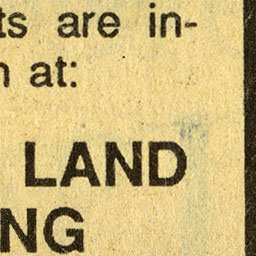 ts are in-
n at:
LAND
NG